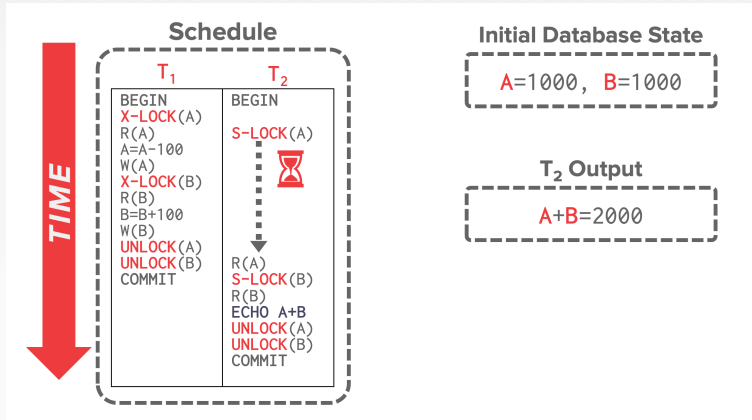 Schedule
T1
T2
BEGIN
X-LOCK(A)
R(A)
A=A-100
W(A)
X-LOCK(B)
R(B)
B=B+100
W(B)
UNLOCK(A)
UNLOCK(B)
COMMIT
BEGIN
S-LOCK(A)
R(A)
S-LOCK(B)
R(B)
ECHO A+B
UNLOCK(A)
UNLOCK(B)
COMMIT
TIME
Initial Database State
A=1000, B=1000
T2 Output
A+B=2000